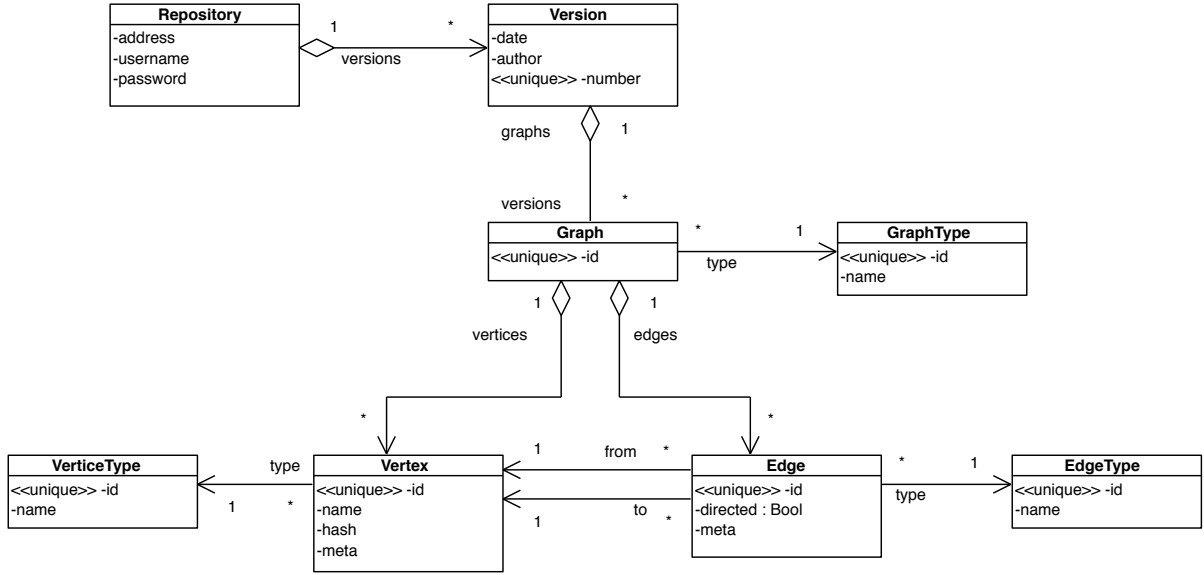 Repository
-address
-username
-password
1
*
versions
Version
-date
-author
<<unique>> -number
graphs
1
versions
*
Graph
<<unique>> -id
*
1
type
GraphType
<<unique>> -id
-name
1
vertices
*
1
edges
*
VerticeType
<<unique>> -id
-name
type
1
*
Vertex
<<unique>> -id
-name
-hash
-meta
1
from
*
1
to
*
Edge
<<unique>> -id
-directed : Bool
-meta
*
1
type
EdgeType
<<unique>> -id
-name